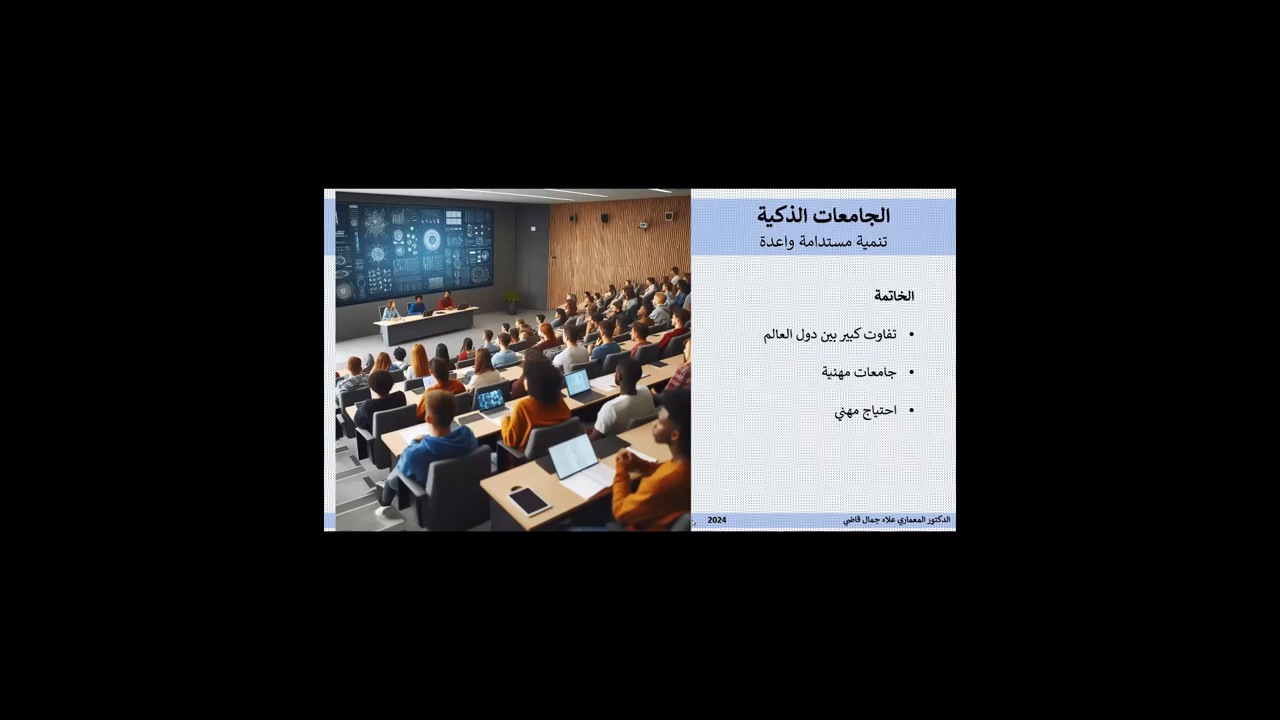 الجامعات الذكية
تنمية مستدامة واعدة
الخاتمة
• تفاوت كبير بين دول العالم
• جامعات مهنية
• احتياج مهني
الدكتور المعماري علاء جمال قاضي
2024